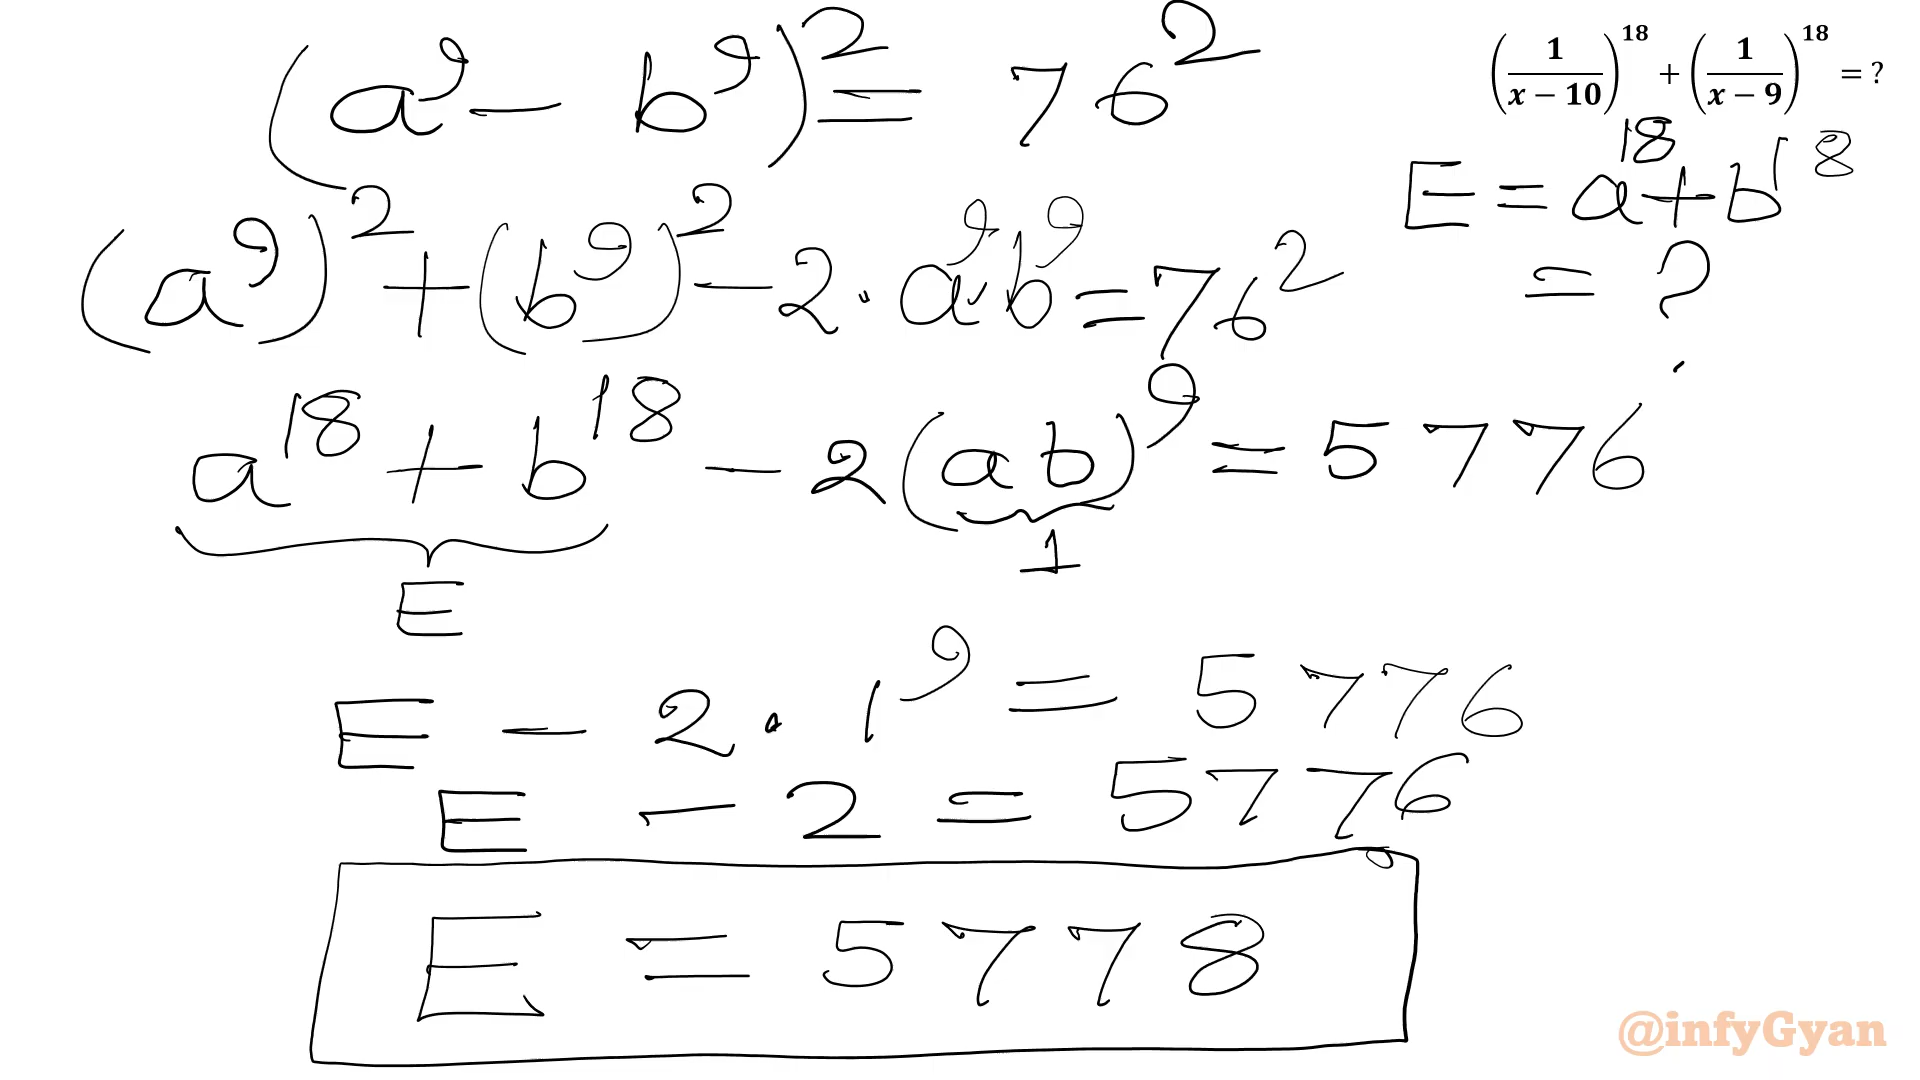 (1/(x − 10))^18 + (1/(x − 9))^18 = ?
E = a^18 + b^18
= ?
(a^9 − b^9)^2 = 76^2
(a^9)^2 + (b^9)^2 − 2 · a^9 · b^9 = 76^2
a^18 + b^18 − 2(ab)^9 = 5776
E
1
E − 2 · 1^9 = 5776
E − 2 = 5776
E = 5778
@infyGyan